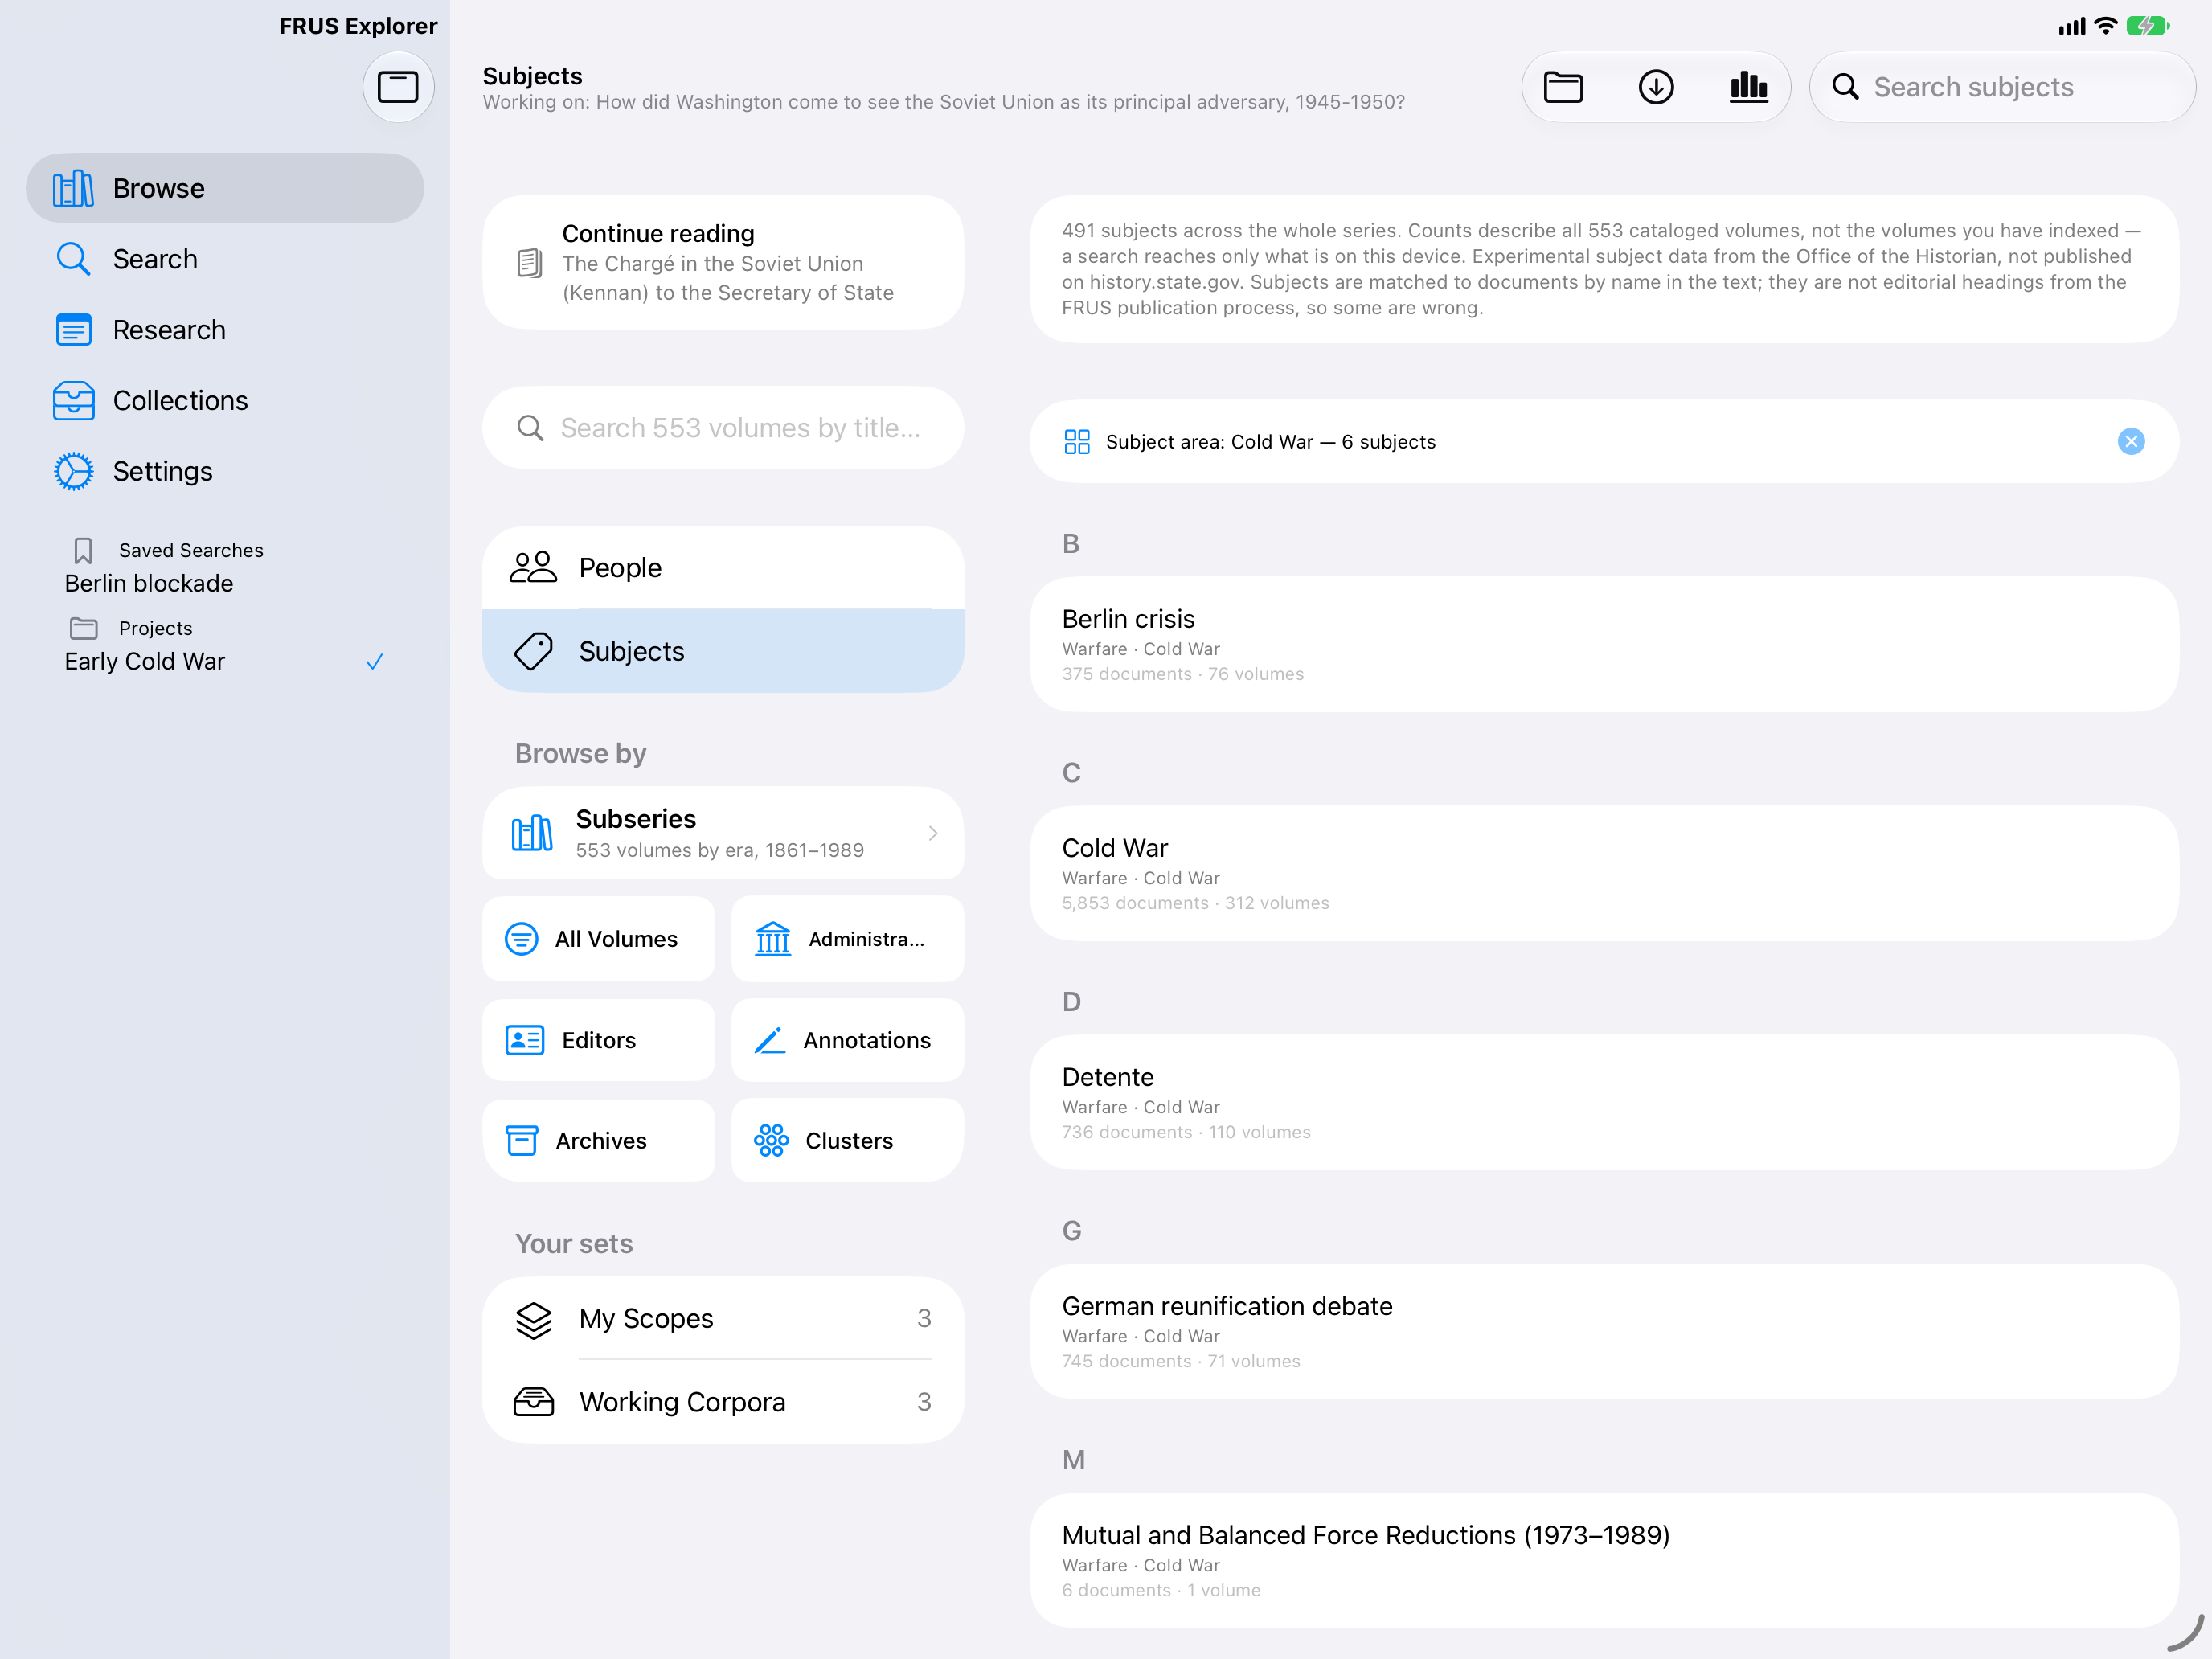 FRUS Explorer
Browse
Search
Research
Collections
Settings
Saved Searches
Berlin blockade
Projects
Early Cold War
Subjects
Working on: How did Washington come to see the Soviet Union as its principal adversary, 1945-1950?
Search subjects
Continue reading
The Chargé in the Soviet Union
(Kennan) to the Secretary of State
Search 553 volumes by title...
People
Subjects
Browse by
Subseries
553 volumes by era, 1861–1989
All Volumes
Administra...
Editors
Annotations
Archives
Clusters
Your sets
My Scopes 3
Working Corpora 3
491 subjects across the whole series. Counts describe all 553 cataloged volumes, not the volumes you have indexed —
a search reaches only what is on this device. Experimental subject data from the Office of the Historian, not published
on history.state.gov. Subjects are matched to documents by name in the text; they are not editorial headings from the
FRUS publication process, so some are wrong.
Subject area: Cold War — 6 subjects
B
Berlin crisis
Warfare · Cold War
375 documents · 76 volumes
C
Cold War
Warfare · Cold War
5,853 documents · 312 volumes
D
Detente
Warfare · Cold War
736 documents · 110 volumes
G
German reunification debate
Warfare · Cold War
745 documents · 71 volumes
M
Mutual and Balanced Force Reductions (1973–1989)
Warfare · Cold War
6 documents · 1 volume